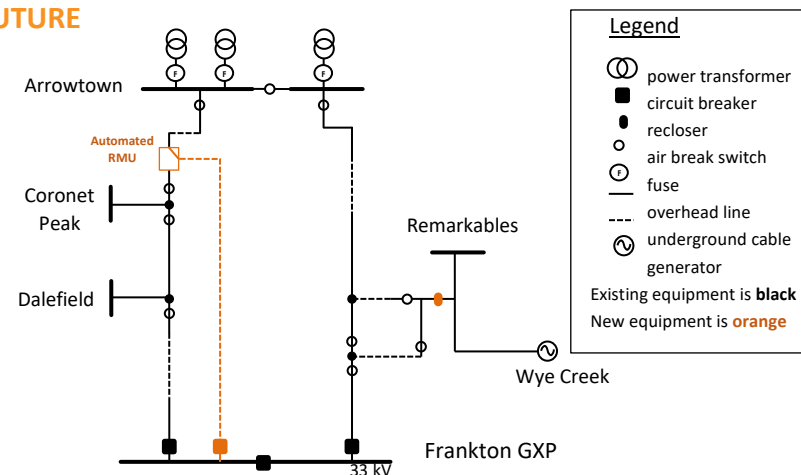 UTURE
Legend
power transformer
circuit breaker
recloser
air break switch
F
fuse
overhead line
underground cable
generator
Existing equipment is black
New equipment is orange
F
F
F
Arrowtown
Automated
RMU
Coronet
Peak
Remarkables
Dalefield
Wye Creek
Frankton GXP
33 kV